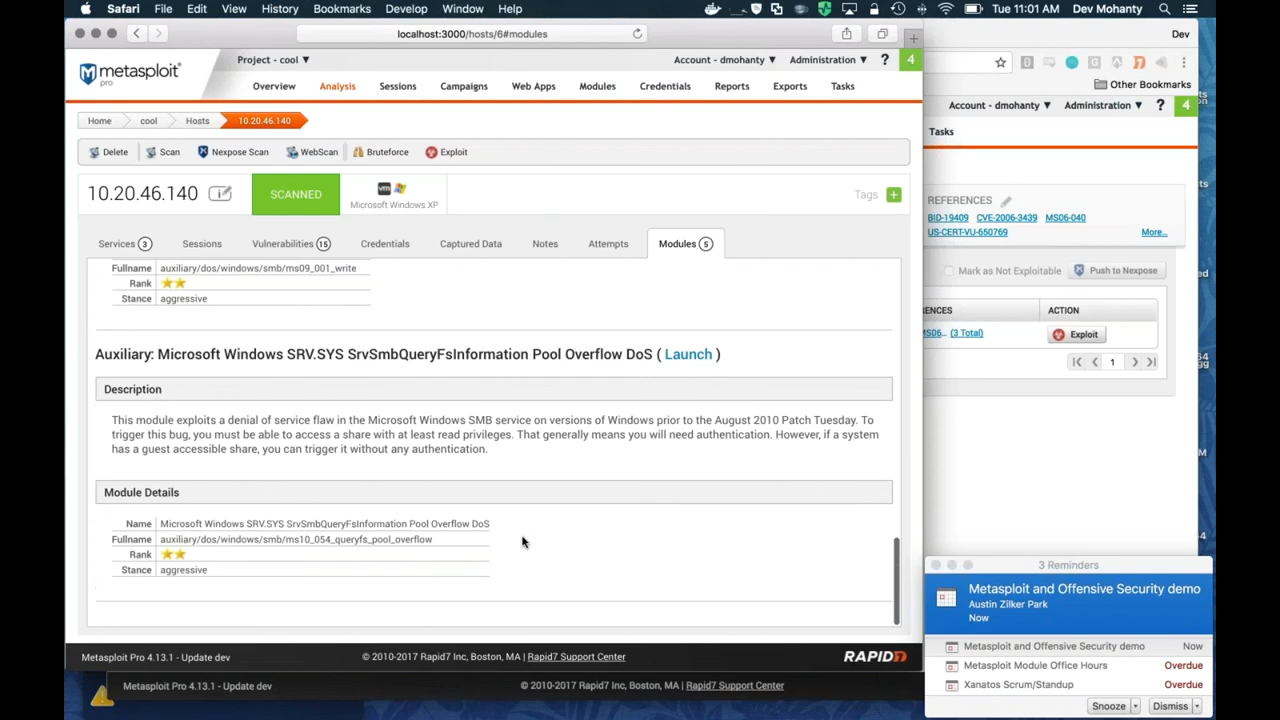 Safari File Edit View History Bookmarks Develop Window Help Tue 11:01 AM Dev Mohanty
localhost:3000/hosts/6#modules
Dev
Other Bookmarks
metasploit pro
Project - cool ▼ Account - dmohanty ▼ Administration ▼ ? 4
Overview Analysis Sessions Campaigns Web Apps Modules Credentials Reports Exports Tasks
Account - dmohanty ▼ Administration ▼ ? 4
Tasks
Home cool Hosts 10.20.46.140
Delete Scan Nexpose Scan WebScan Bruteforce Exploit
10.20.46.140 SCANNED vm Microsoft Windows XP Tags +
Services 3 Sessions Vulnerabilities 15 Credentials Captured Data Notes Attempts Modules 5
Fullname auxiliary/dos/windows/smb/ms09_001_write
Rank
Stance aggressive
Auxiliary: Microsoft Windows SRV.SYS SrvSmbQueryFsInformation Pool Overflow DoS ( Launch )
Description
This module exploits a denial of service flaw in the Microsoft Windows SMB service on versions of Windows prior to the August 2010 Patch Tuesday. To
trigger this bug, you must be able to access a share with at least read privileges. That generally means you will need authentication. However, if a system
has a guest accessible share, you can trigger it without any authentication.
Module Details
Name Microsoft Windows SRV.SYS SrvSmbQueryFsInformation Pool Overflow DoS
Fullname auxiliary/dos/windows/smb/ms10_054_queryfs_pool_overflow
Rank
Stance aggressive
Metasploit Pro 4.13.1 - Update dev © 2010-2017 Rapid7 Inc, Boston, MA | Rapid7 Support Center RAPID7
Metasploit Pro 4.13.1 - Update dev © 2010-2017 Rapid7 Inc, Boston, MA | Rapid7 Support Center
REFERENCES
BID-19409 CVE-2006-3439 MS06-040
US-CERT-VU-650769 More...
Mark as Not Exploitable Push to Nexpose
ENCES ACTION
MS06... (3 Total) Exploit
1
3 Reminders
Metasploit and Offensive Security demo
Austin Zilker Park
Now
Metasploit and Offensive Security demo Now
Metasploit Module Office Hours Overdue
Xanatos Scrum/Standup Overdue
Snooze Dismiss